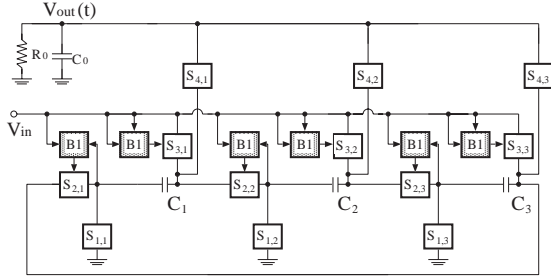 Vout(t)
R0 C0
S4,1 S4,2 S4,3
Vin
B1 B1 S3,1 B1 B1 S3,2 B1 B1 S3,3
S2,1 S2,2 S2,3
C1 C2 C3
S1,1 S1,2 S1,3